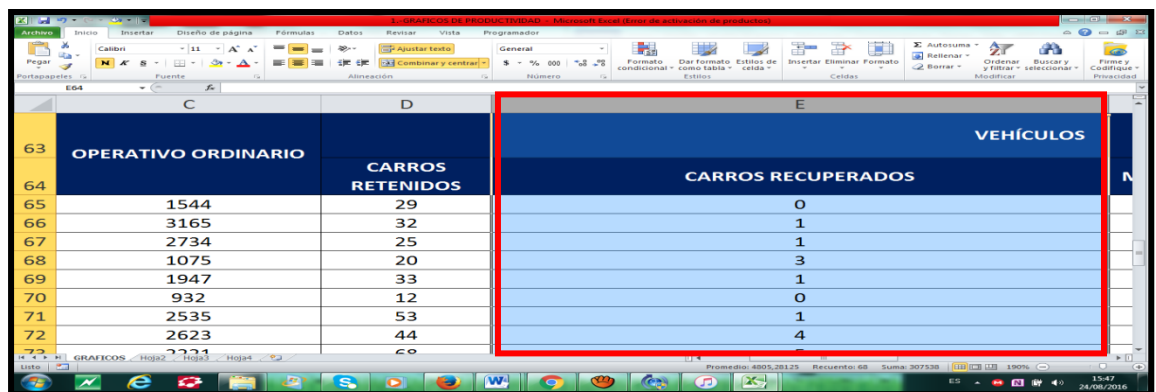 1.-GRAFICOS DE PRODUCTIVIDAD - Microsoft Excel (Error de activación de productos)
Archivo Inicio Insertar Diseño de página Fórmulas Datos Revisar Vista Programador
Pegar Calibri 11 A A Ajustar texto General Formato condicional Dar formato como tabla Estilos de celda Insertar Eliminar Formato Σ Autosuma Rellenar Borrar Ordenar y filtrar Buscar y seleccionar Firme y Codifique
N K S Combinar y centrar $ % 000
Portapapeles Fuente Alineación Número Estilos Celdas Modificar Privacidad
E64 fx
C D E
63 OPERATIVO ORDINARIO VEHÍCULOS
64 CARROS RETENIDOS CARROS RECUPERADOS
65 1544 29 0
66 3165 32 1
67 2734 25 1
68 1075 20 3
69 1947 33 1
70 932 12 0
71 2535 53 1
72 2623 44 4
GRAFICOS Hoja2 Hoja3 Hoja4
Listo Promedio: 4805,28125 Recuento: 68 Suma: 307538 190%
ES 15:47
24/08/2016